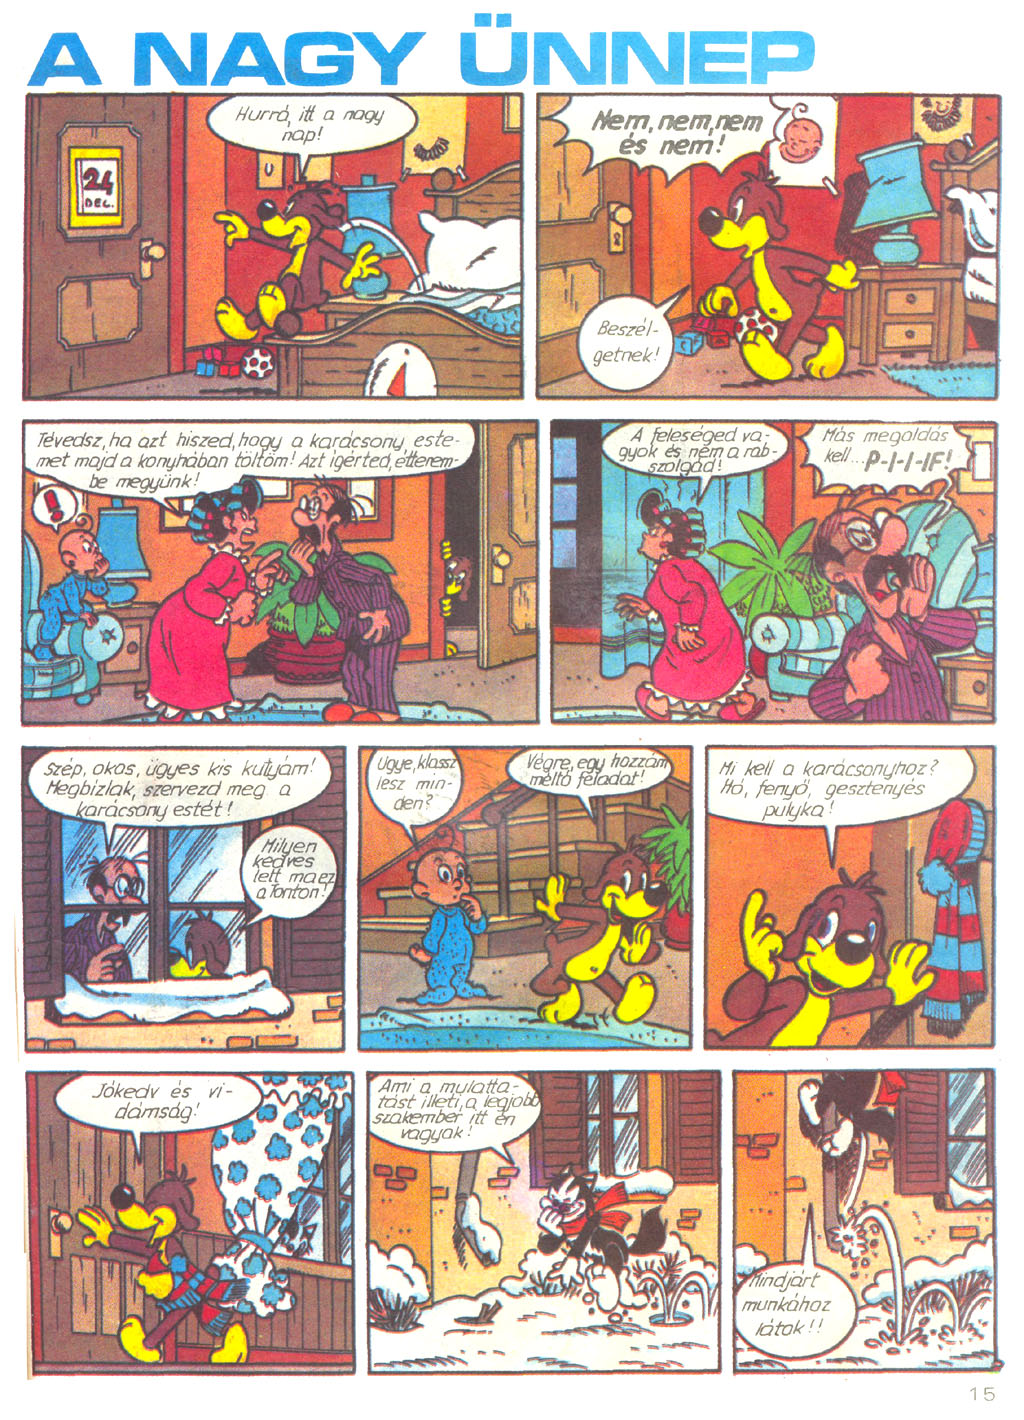 A NAGY ÜNNEP
Hurrá, itt a nagy
nap!
24
DEC.
Nem, nem, nem
és nem!
Beszél-
getnek!
Tévedsz, ha azt hiszed, hogy a karácsony este-
met majd a konyhában töltöm! Azt igérted, étterem-
be megyünk!
!
A feleséged va-
gyok és nem a rab-
szolgád!
Más megoldás
kell... P-I-I-IF!
Szép, okos, ügyes kis kutyám!
Megbizlak, szervezd meg a
karácsony estét!
Milyen
kedves
lett ma ez
a Tonton!
Ugye, klassz
lesz min-
den?
Végre, egy hozzám
méltó feladat!
Mi kell a karácsonyhoz?
Hó, fenyő, gesztenyés
pulyka!
Jókedv és vi-
dámság!
Ami a mulatta-
tást illeti, a legjobb
szakember itt én
vagyok!
Mindjárt
munkához
látok!!
15